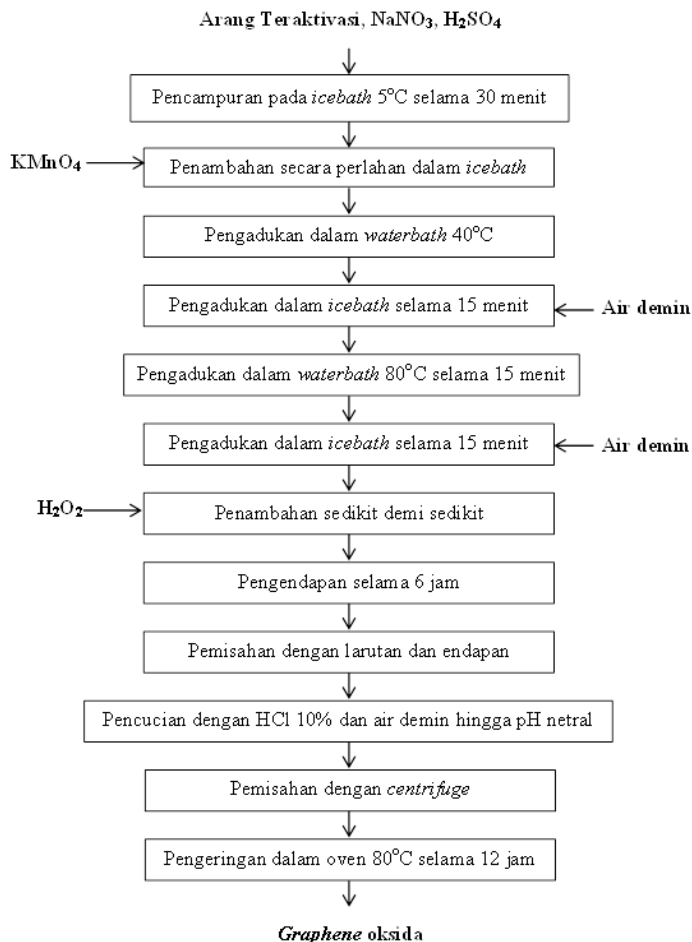 Arang Teraktivasi, NaNO₃, H₂SO₄
Pencampuran pada icebath 5°C selama 30 menit
KMnO₄
Penambahan secara perlahan dalam icebath
Pengadukan dalam waterbath 40°C
Pengadukan dalam icebath selama 15 menit
Air demin
Pengadukan dalam waterbath 80°C selama 15 menit
Pengadukan dalam icebath selama 15 menit
Air demin
H₂O₂
Penambahan sedikit demi sedikit
Pengendapan selama 6 jam
Pemisahan dengan larutan dan endapan
Pencucian dengan HCl 10% dan air demin hingga pH netral
Pemisahan dengan centrifuge
Pengeringan dalam oven 80°C selama 12 jam
Graphene oksida